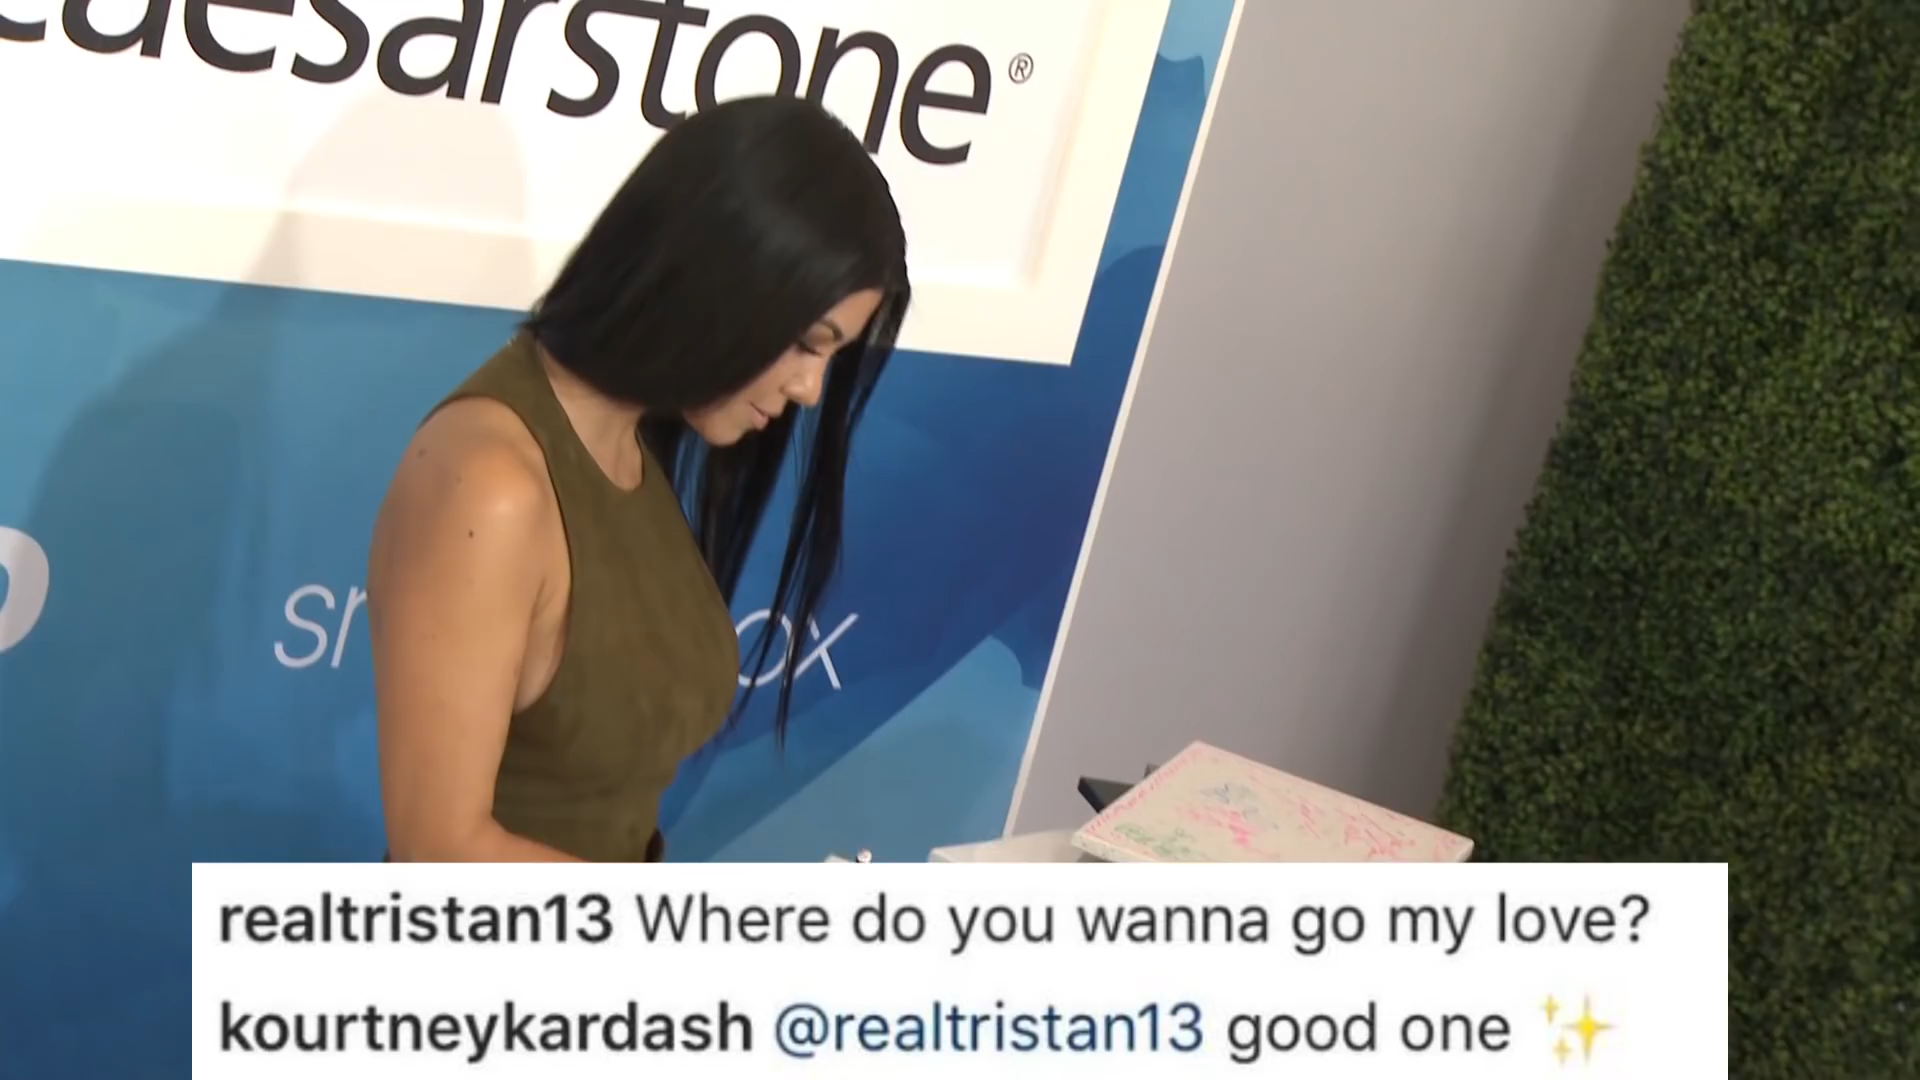 caesarstone®
realtristan13 Where do you wanna go my love?
kourtneykardash @realtristan13 good one ✨